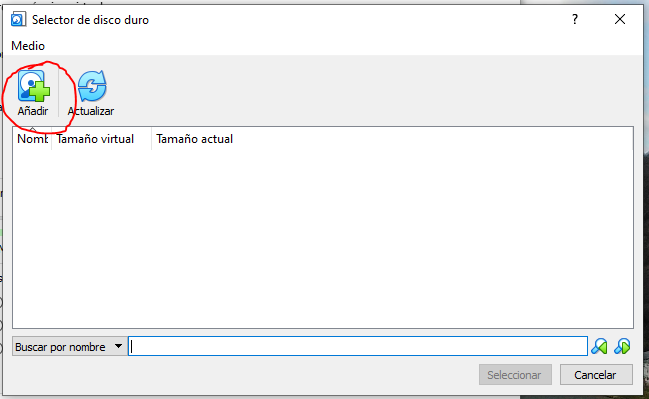 Selector de disco duro
Medio
Añadir
Actualizar
Nomb Tamaño virtual Tamaño actual
Buscar por nombre
Seleccionar Cancelar